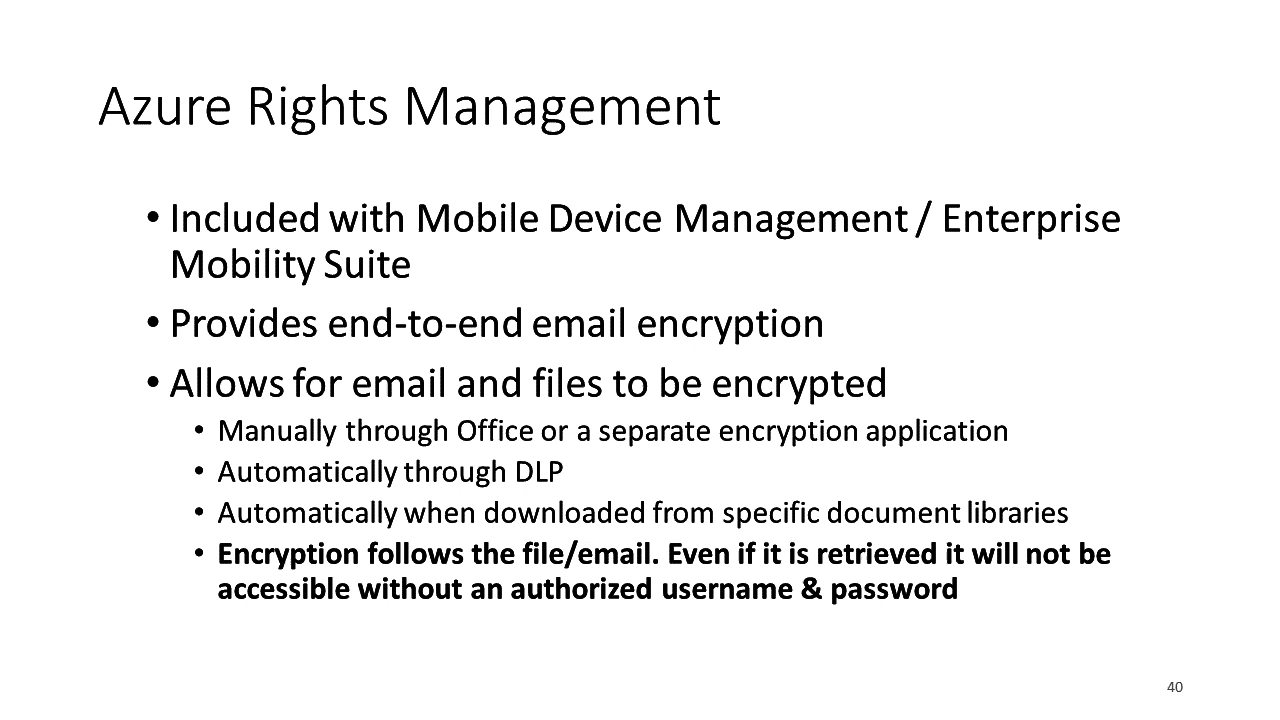 Azure Rights Management
• Included with Mobile Device Management / Enterprise
Mobility Suite
• Provides end-to-end email encryption
• Allows for email and files to be encrypted
• Manually through Office or a separate encryption application
• Automatically through DLP
• Automatically when downloaded from specific document libraries
• Encryption follows the file/email. Even if it is retrieved it will not be
accessible without an authorized username & password
40